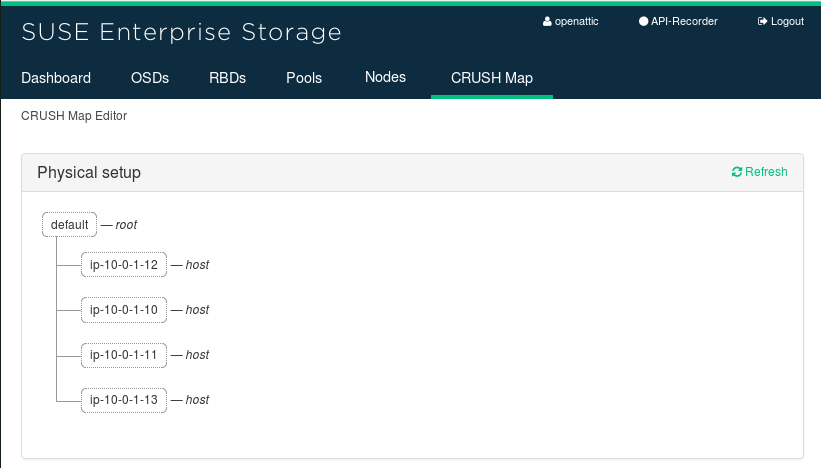 SUSE Enterprise Storage
openattic API-Recorder Logout
Dashboard OSDs RBDs Pools Nodes CRUSH Map
CRUSH Map Editor
Physical setup Refresh
default — root
ip-10-0-1-12 — host
ip-10-0-1-10 — host
ip-10-0-1-11 — host
ip-10-0-1-13 — host